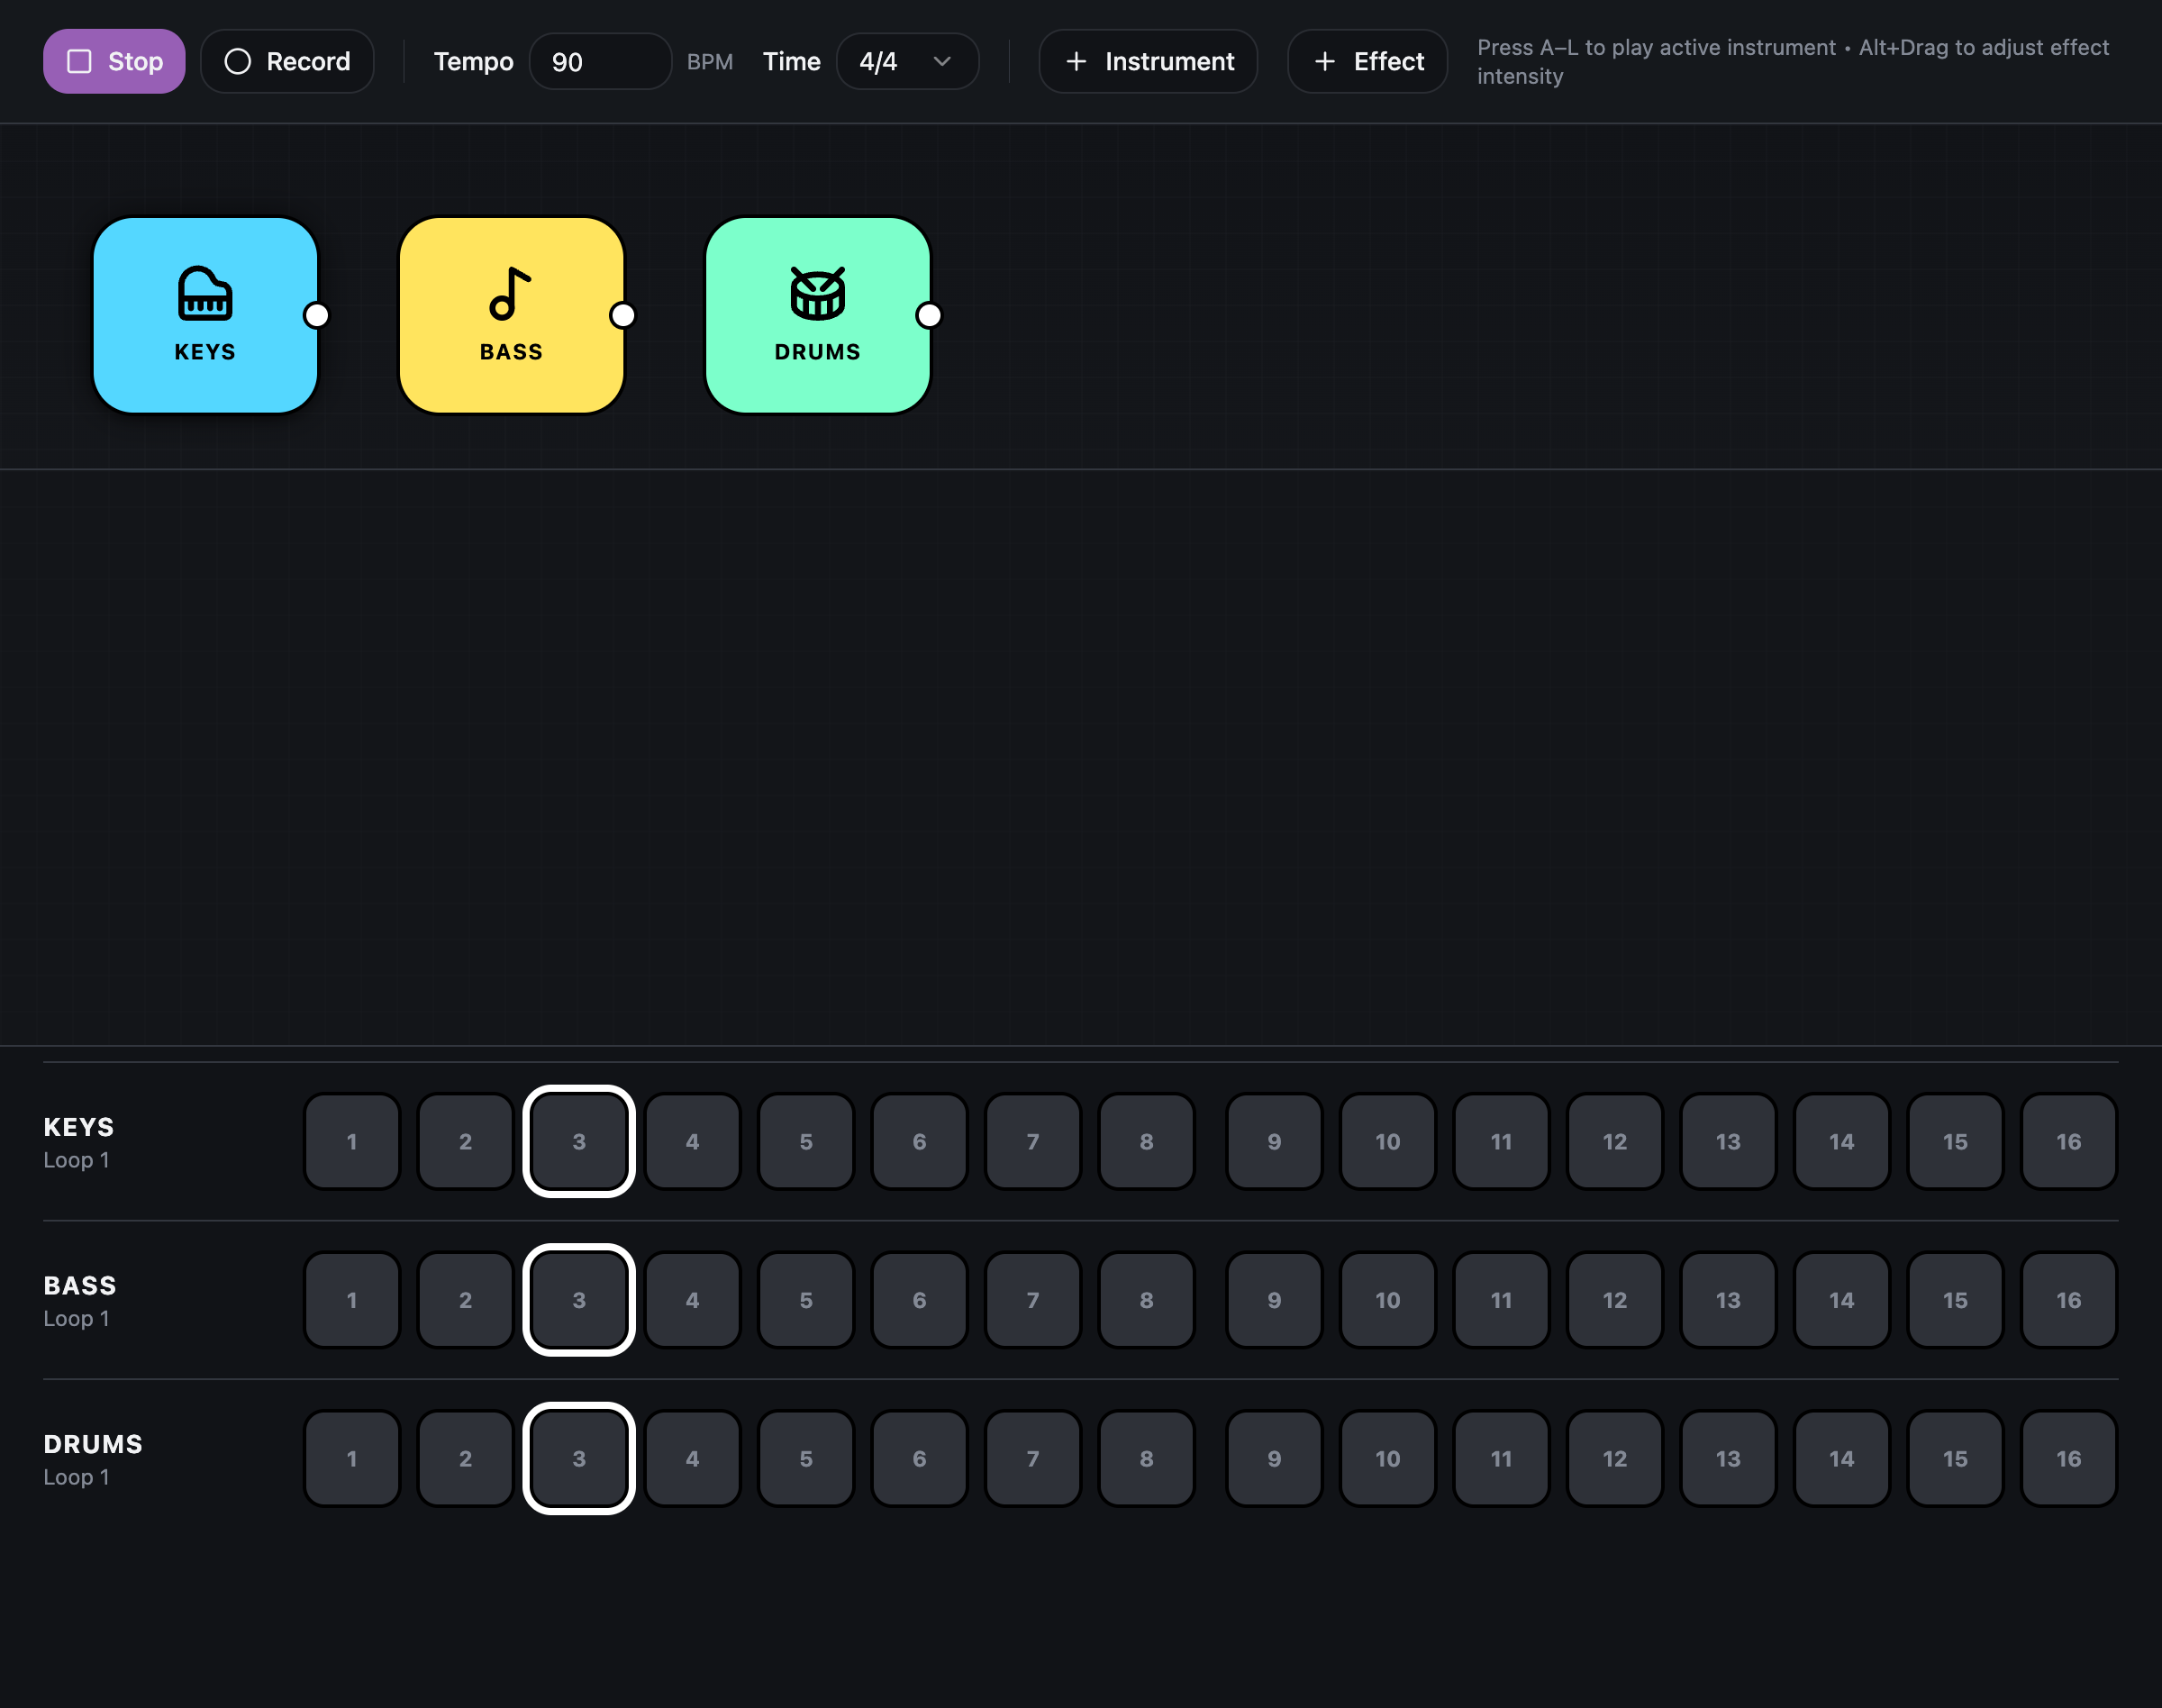 Stop Record Tempo 90 BPM Time 4/4 + Instrument + Effect
Press A–L to play active instrument • Alt+Drag to adjust effect
intensity
KEYS BASS DRUMS
KEYS
Loop 1
1 2 3 4 5 6 7 8 9 10 11 12 13 14 15 16
BASS
Loop 1
1 2 3 4 5 6 7 8 9 10 11 12 13 14 15 16
DRUMS
Loop 1
1 2 3 4 5 6 7 8 9 10 11 12 13 14 15 16